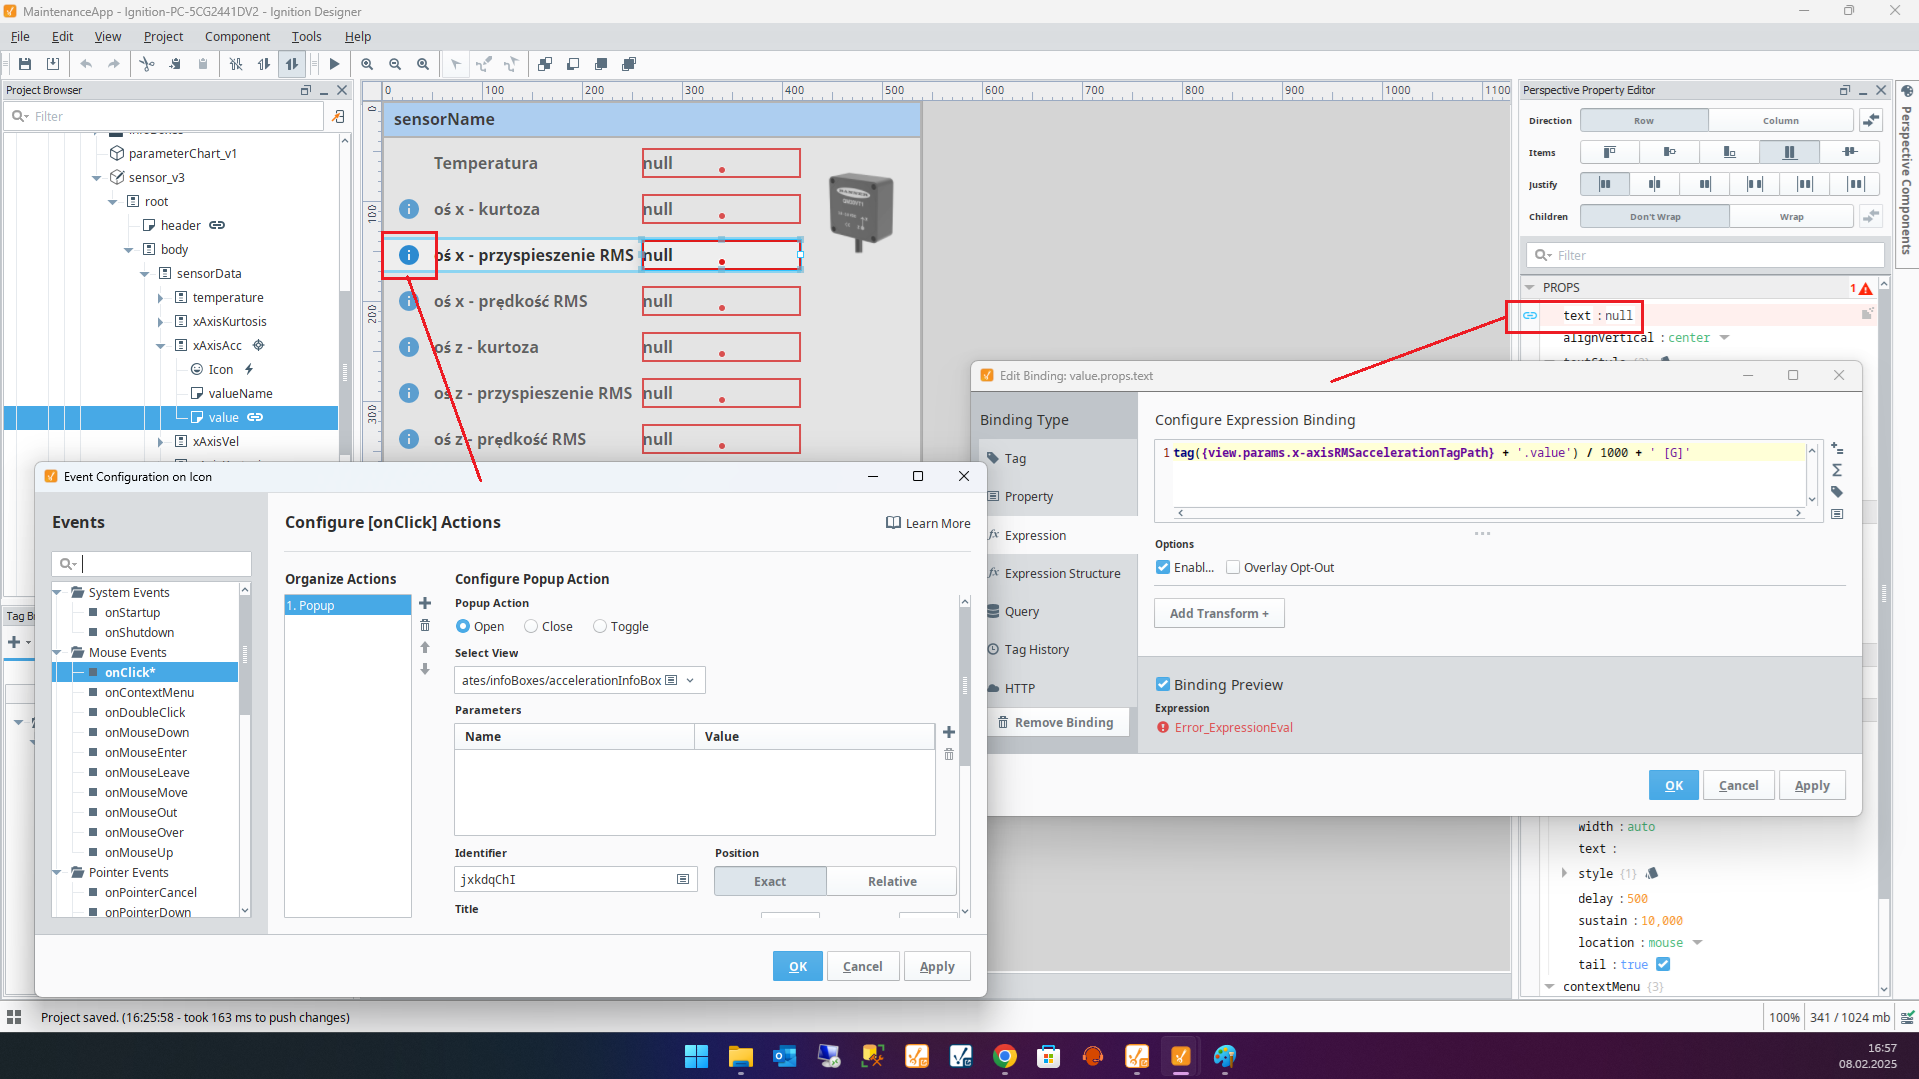 MaintenanceApp - Ignition-PC-5CG2441DV2 - Ignition Designer
File Edit View Project Component Tools Help
Project Browser
Filter
parameterChart_v1
sensor_v3
root
header
body
sensorData
temperature
xAxisKurtosis
xAxisAcc
Icon
valueName
value
xAxisVel
Tag B
0 100 200 300 400 500 600 700 800 900 1000 1100
0
100
200
300
sensorName
Temperatura null
oś x - kurtoza null
oś x - przyspieszenie RMS null
oś x - prędkość RMS null
oś z - kurtoza null
oś z - przyspieszenie RMS null
oś z - prędkość RMS null
Perspective Property Editor
Direction Row Column
Items
Justify
Children Don't Wrap Wrap
Filter
PROPS 1
text : null
alignVertical : center
Perspective Components
Edit Binding: value.props.text
Binding Type
Tag
Property
fx Expression
fx Expression Structure
Query
Tag History
HTTP
Remove Binding
Configure Expression Binding
1 tag({view.params.x-axisRMSaccelerationTagPath} + '.value') / 1000 + ' [G]'
Options
Enabl... Overlay Opt-Out
Add Transform +
Binding Preview
Expression
Error_ExpressionEval
OK Cancel Apply
width : auto
text :
style {1}
delay : 500
sustain : 10,000
location : mouse
tail : true
contextMenu {3}
Event Configuration on Icon
Events
System Events
onStartup
onShutdown
Mouse Events
onClick*
onContextMenu
onDoubleClick
onMouseDown
onMouseEnter
onMouseLeave
onMouseMove
onMouseOut
onMouseOver
onMouseUp
Pointer Events
onPointerCancel
onPointerDown
Configure [onClick] Actions
Learn More
Organize Actions
1. Popup
Configure Popup Action
Popup Action
Open Close Toggle
Select View
ates/infoBoxes/accelerationInfoBox
Parameters
Name Value
Identifier Position
jxkdqChI Exact Relative
Title
OK Cancel Apply
Project saved. (16:25:58 - took 163 ms to push changes)
100% 341 / 1024 mb
16:57
08.02.2025